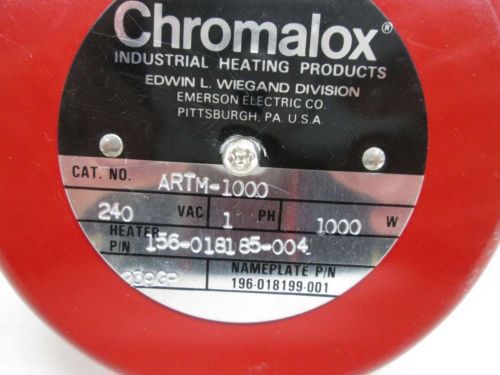 Chromalox®
INDUSTRIAL HEATING PRODUCTS
EDWIN L. WIEGAND DIVISION
EMERSON ELECTRIC CO.
PITTSBURGH, PA. U.S.A.
CAT. NO. ARTM-1000
240 VAC 1 PH 1000 W
HEATER
P/N 156-018185-004
NAMEPLATE P/N
196-018199-001